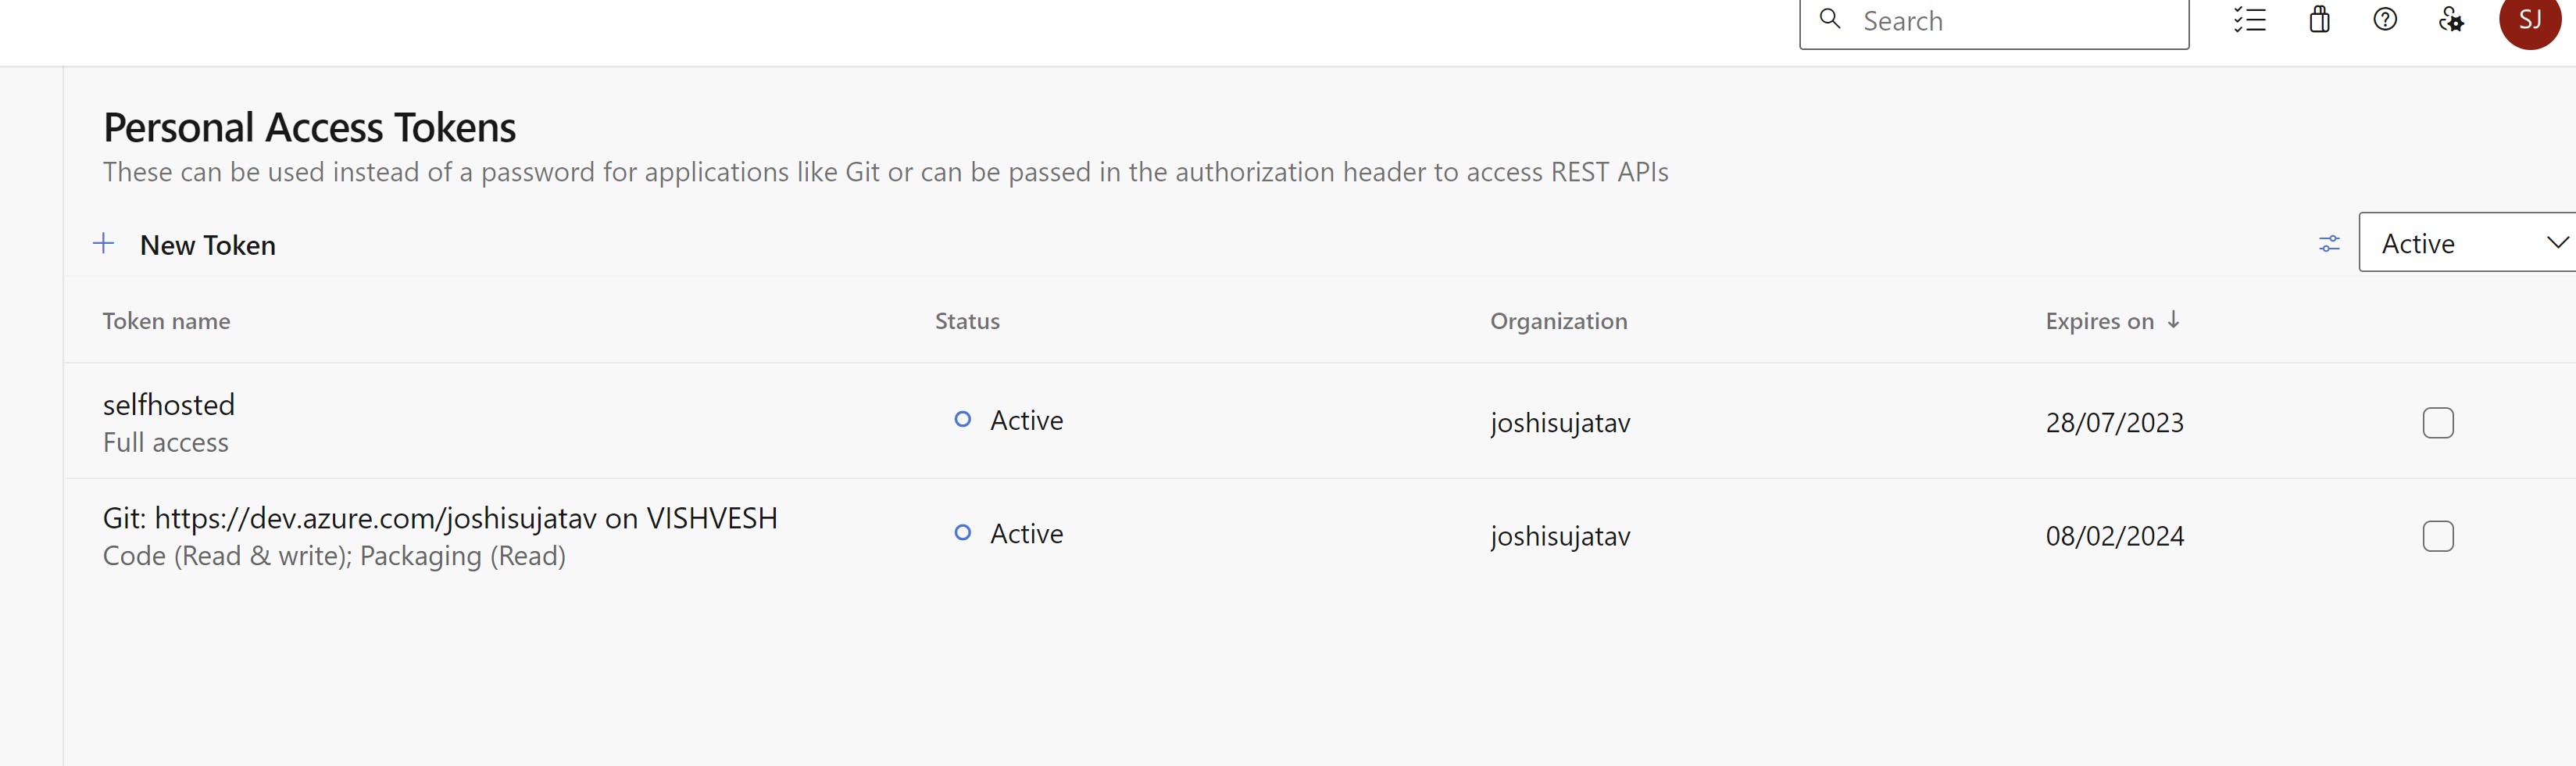 Search
SJ
Personal Access Tokens
These can be used instead of a password for applications like Git or can be passed in the authorization header to access REST APIs
New Token
Active
Token name Status Organization Expires on ↓
selfhosted
Full access
Active joshisujatav 28/07/2023
Git: https://dev.azure.com/joshisujatav on VISHVESH
Code (Read & write); Packaging (Read)
Active joshisujatav 08/02/2024